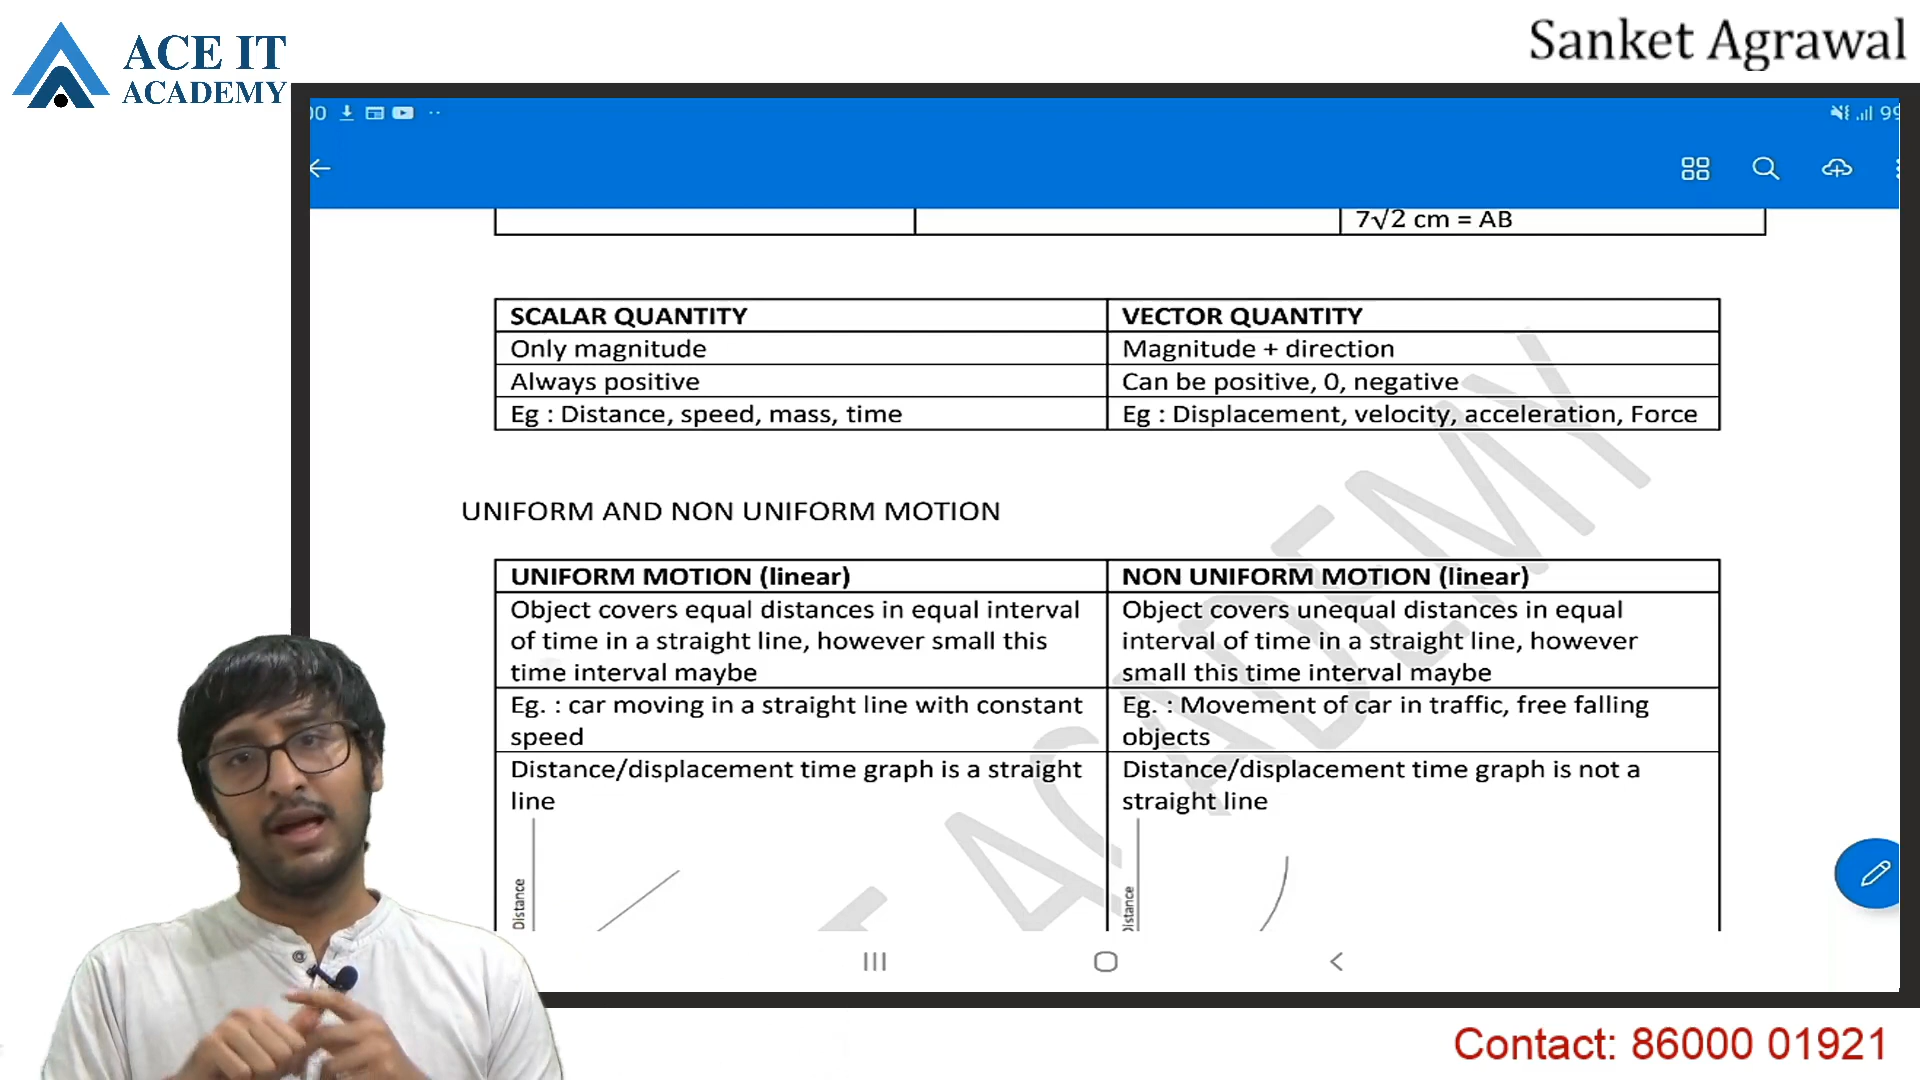 ACE IT
ACADEMY
Sanket Agrawal
7√2 cm = AB
SCALAR QUANTITY
VECTOR QUANTITY
Only magnitude
Magnitude + direction
Always positive
Can be positive, 0, negative
Eg : Distance, speed, mass, time
Eg : Displacement, velocity, acceleration, Force
UNIFORM AND NON UNIFORM MOTION
UNIFORM MOTION (linear)
NON UNIFORM MOTION (linear)
Object covers equal distances in equal interval
of time in a straight line, however small this
time interval maybe
Object covers unequal distances in equal
interval of time in a straight line, however
small this time interval maybe
Eg. : car moving in a straight line with constant
speed
Eg. : Movement of car in traffic, free falling
objects
Distance/displacement time graph is a straight
line
Distance/displacement time graph is not a
straight line
Distance
Distance
ACADEMY
Contact: 86000 01921